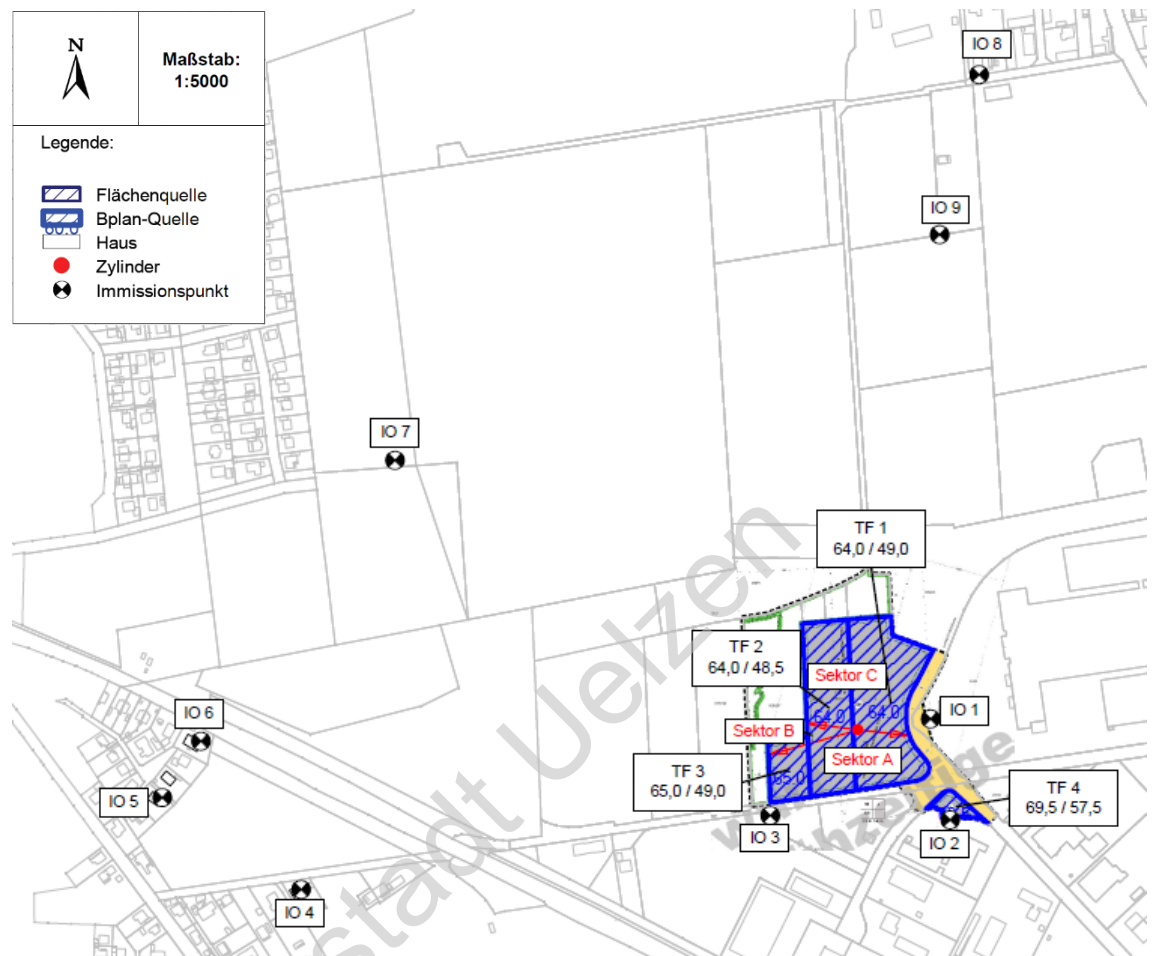 N
Maßstab:
1:5000
Legende:
Flächenquelle
Bplan-Quelle
Haus
Zylinder
Immissionspunkt
IO 8
IO 9
IO 7
TF 1
64,0 / 49,0
TF 2
64,0 / 48,5
Sektor C
64.0
64.0
IO 1
IO 6
Sektor B
Sektor A
TF 3
65,0 / 49,0
65.0
TF 4
69,5 / 57,5
IO 5
IO 3
IO 2
IO 4
stadt Uelzen